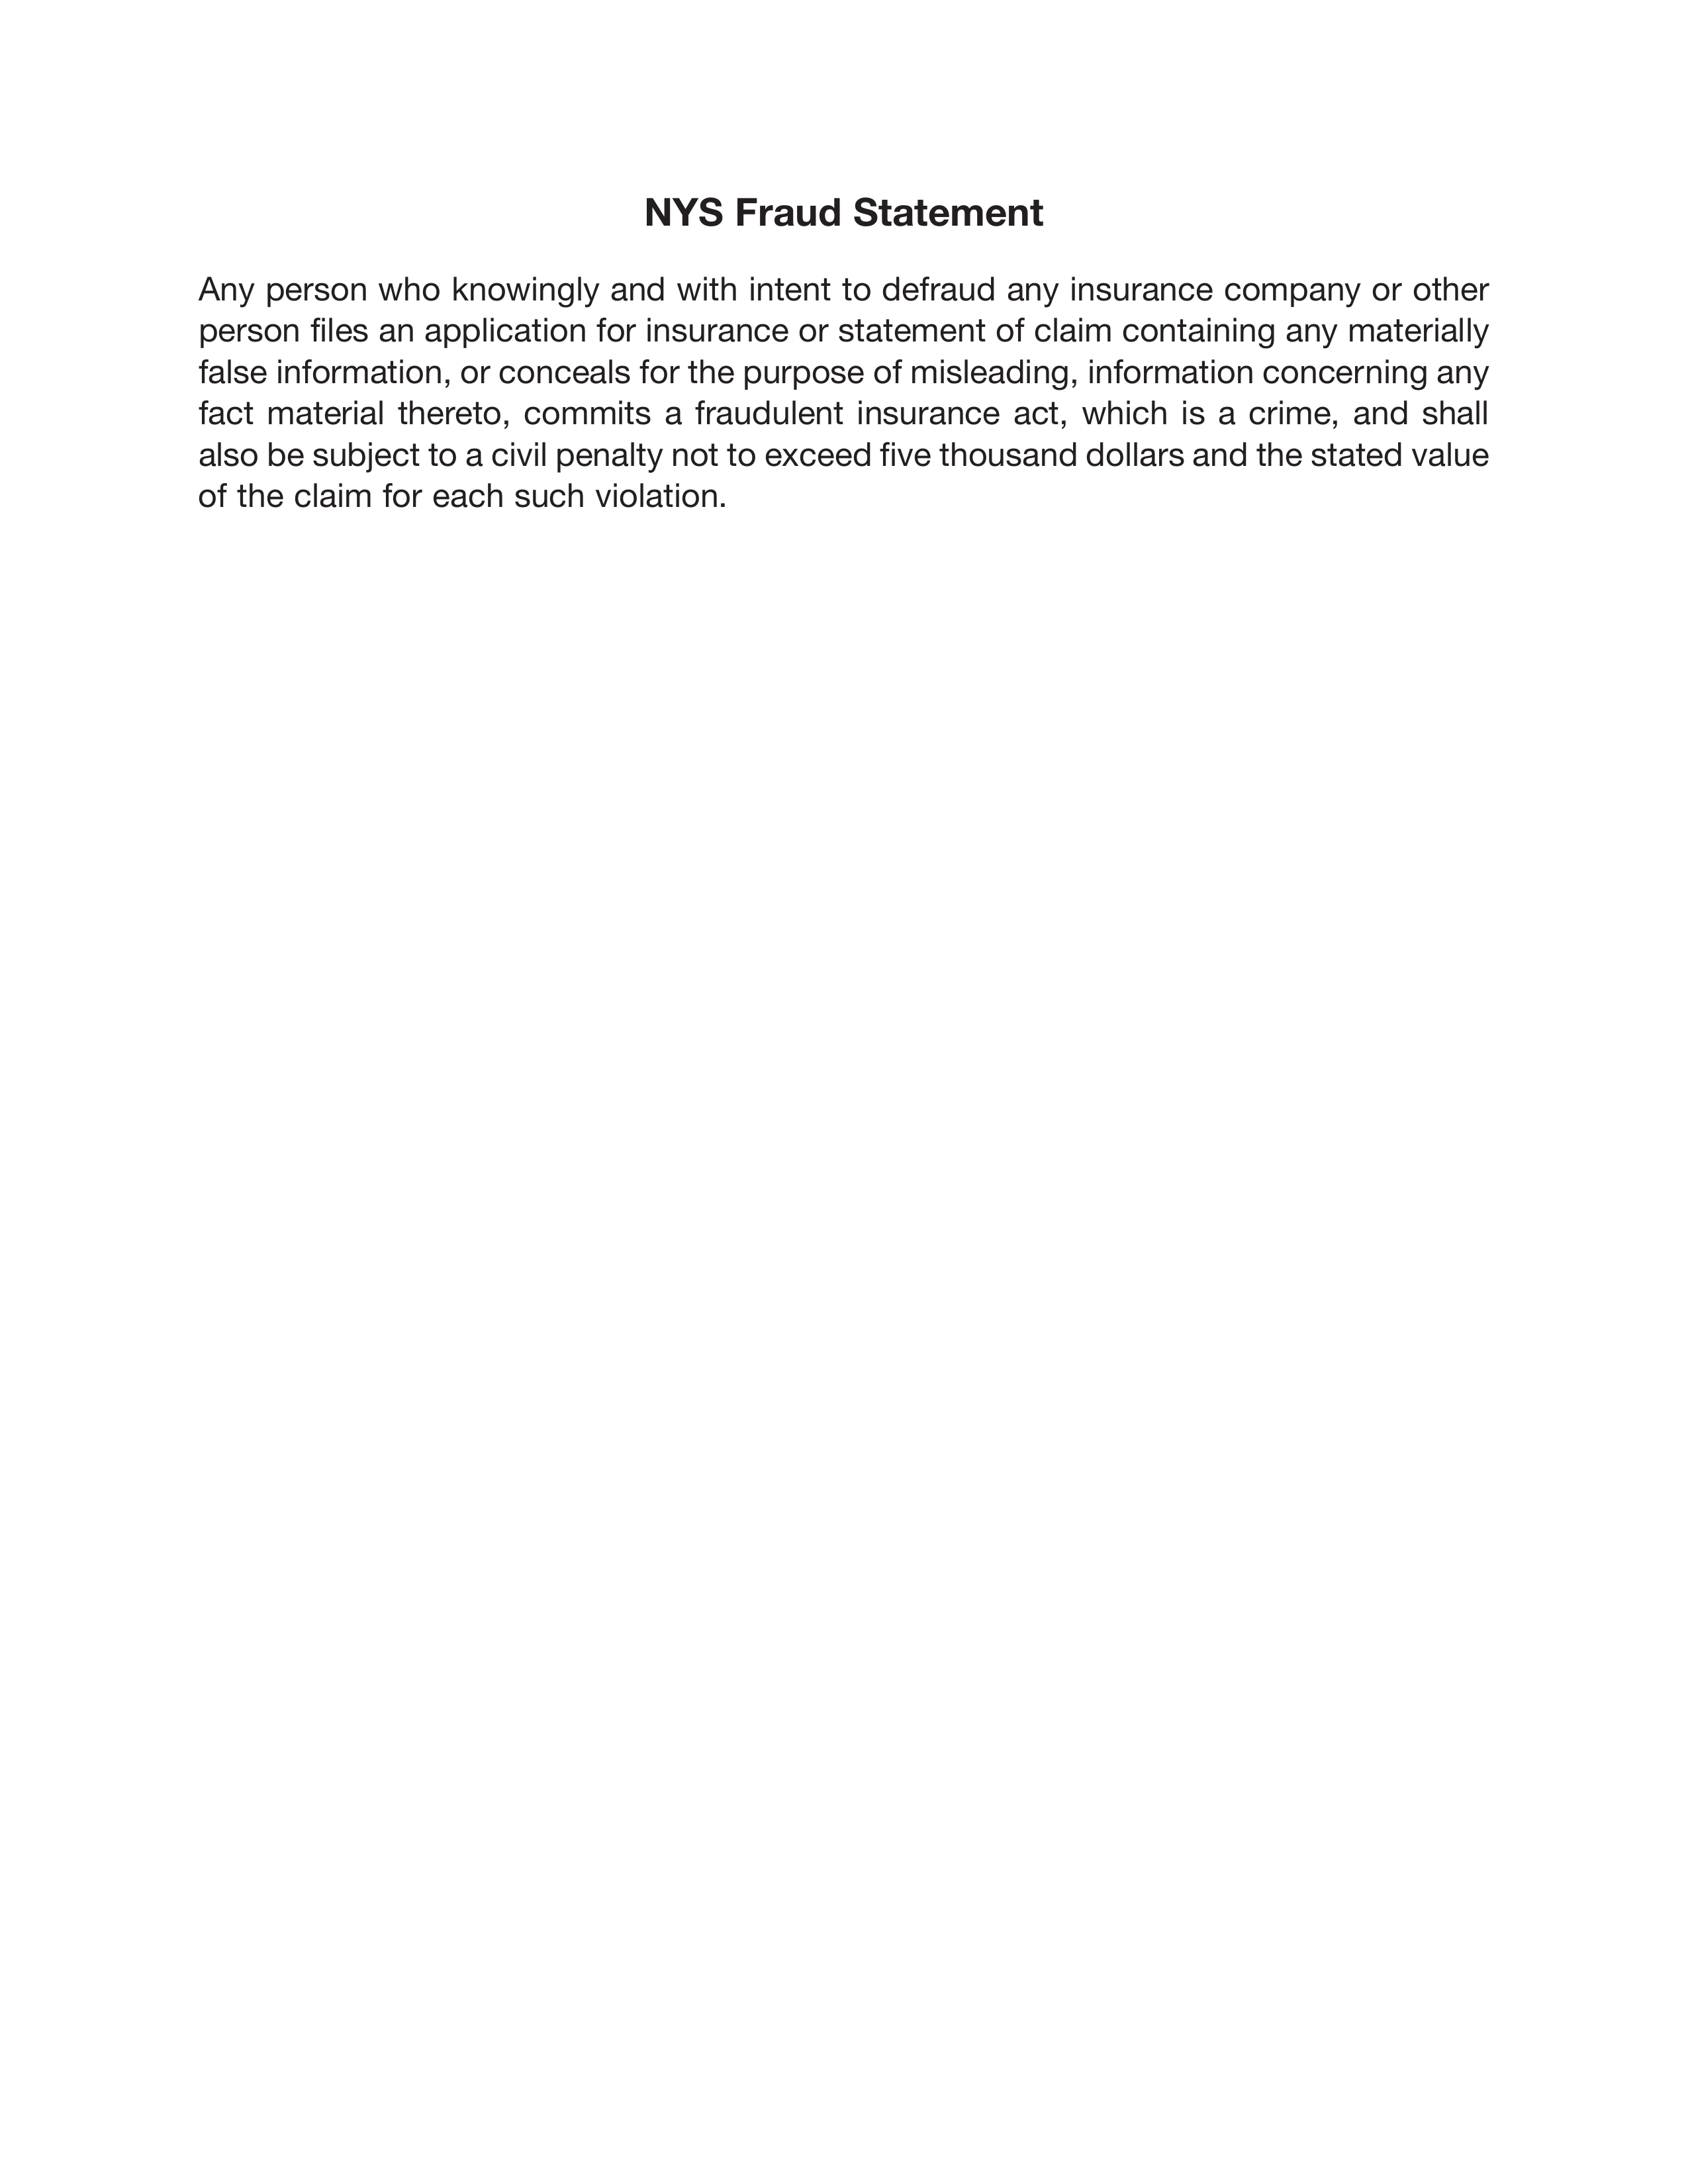 NYS Fraud Statement
Any person who knowingly and with intent to defraud any insurance company or other
person files an application for insurance or statement of claim containing any materially
false information, or conceals for the purpose of misleading, information concerning any
fact material thereto, commits a fraudulent insurance act, which is a crime, and shall
also be subject to a civil penalty not to exceed five thousand dollars and the stated value
of the claim for each such violation.